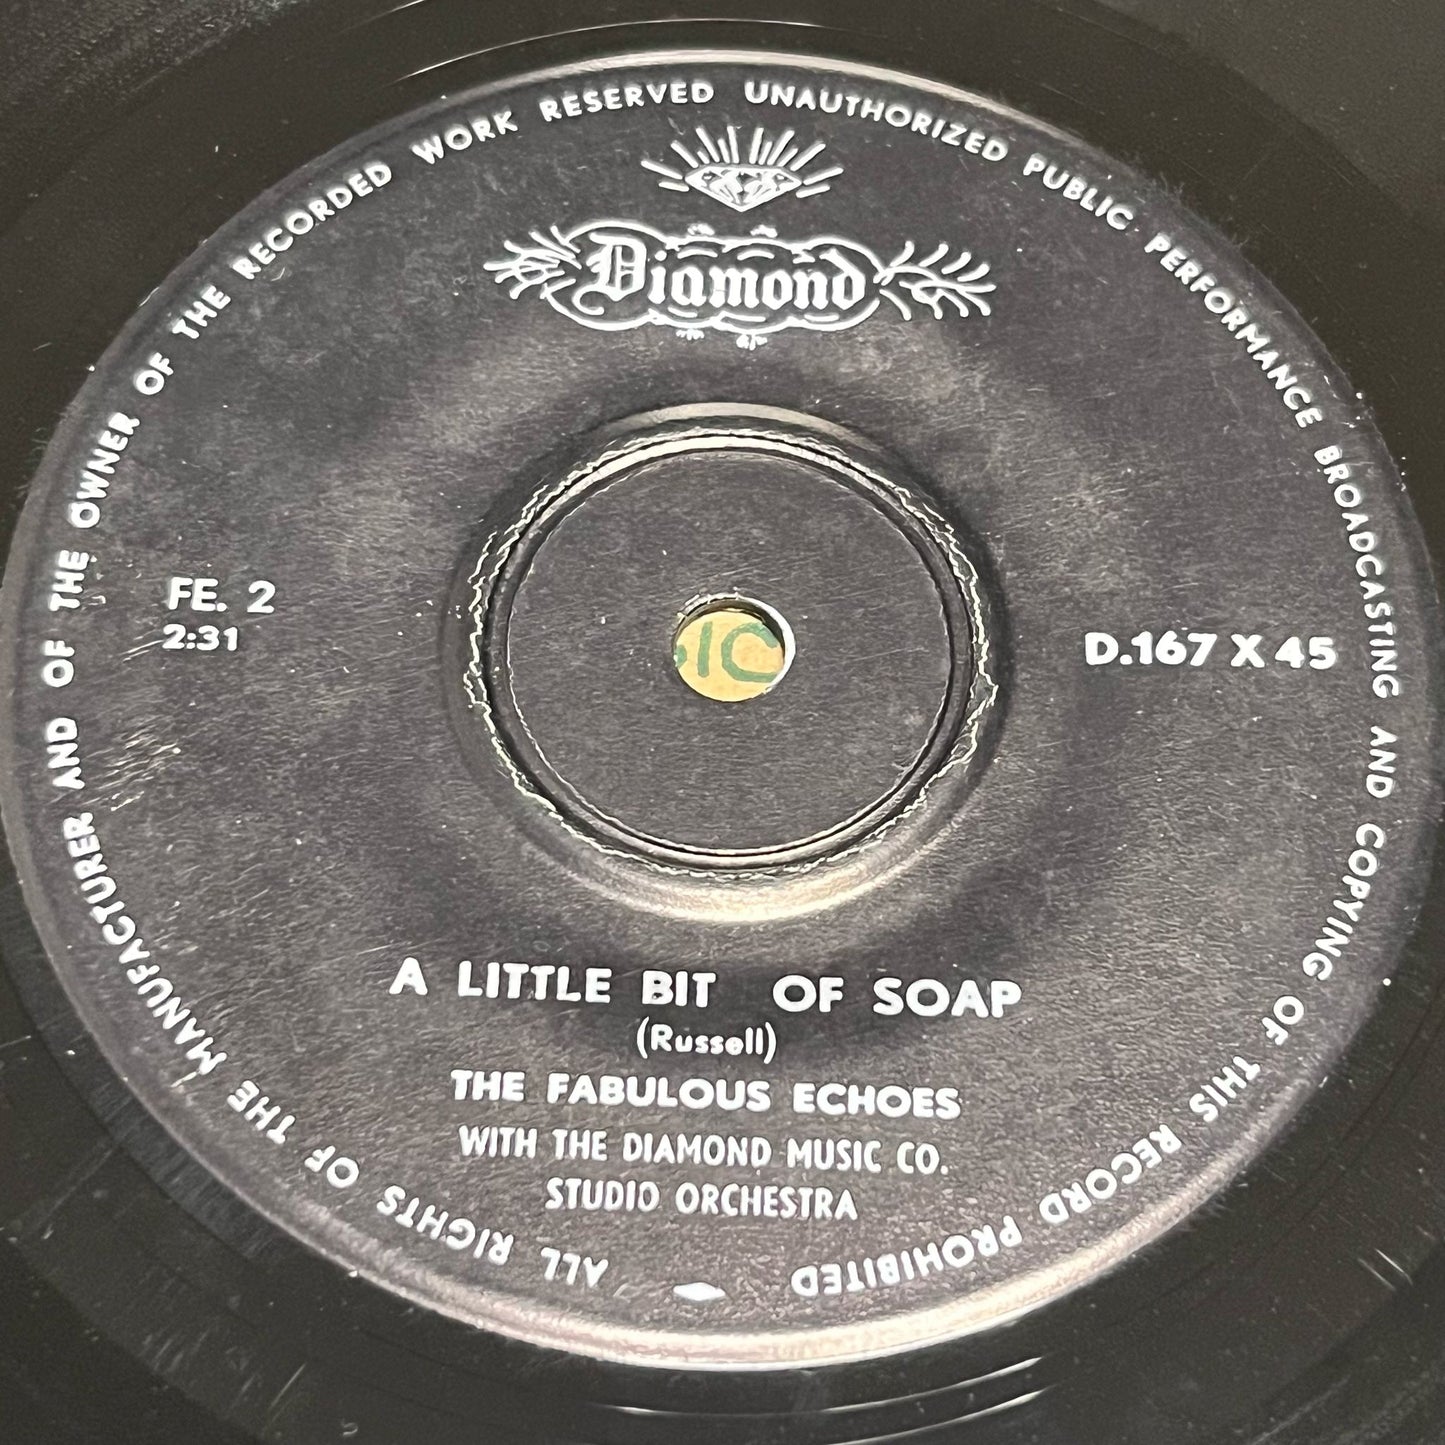 ALL RIGHTS OF THE MANUFACTURER AND OF THE OWNER OF THE RECORDED WORK RESERVED UNAUTHORIZED PUBLIC PERFORMANCE BROADCASTING AND COPYING OF THIS RECORD PROHIBITED
Diamond
FE. 2
2:31
D.167 X 45
A LITTLE BIT OF SOAP
(Russell)
THE FABULOUS ECHOES
WITH THE DIAMOND MUSIC CO.
STUDIO ORCHESTRA